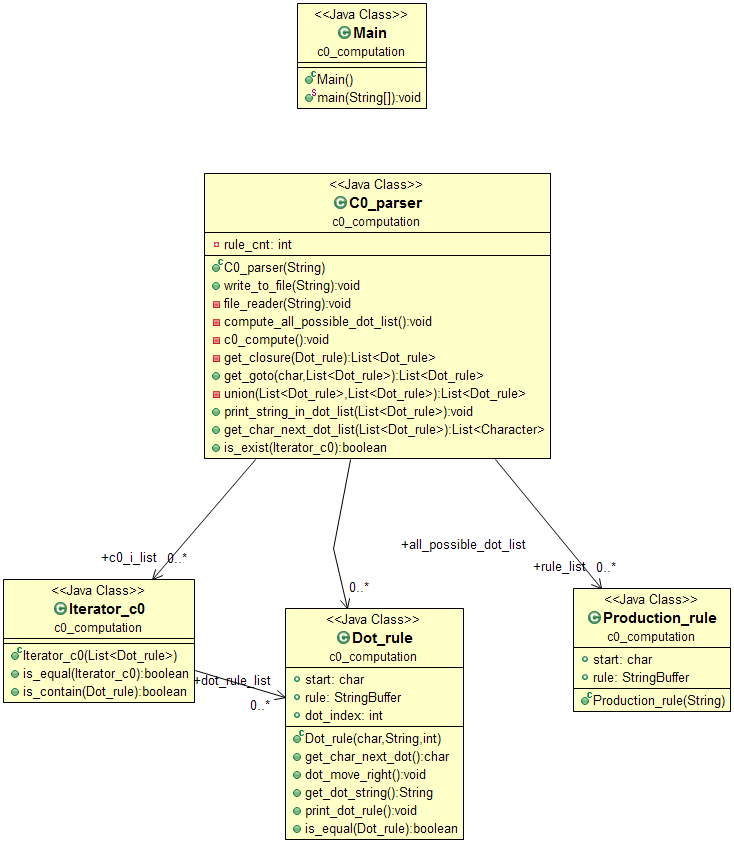 <<Java Class>>
C Main
c0_computation
C Main()
S main(String[]):void
<<Java Class>>
C C0_parser
c0_computation
rule_cnt: int
C C0_parser(String)
write_to_file(String):void
file_reader(String):void
compute_all_possible_dot_list():void
c0_compute():void
get_closure(Dot_rule):List<Dot_rule>
get_goto(char,List<Dot_rule>):List<Dot_rule>
union(List<Dot_rule>,List<Dot_rule>):List<Dot_rule>
print_string_in_dot_list(List<Dot_rule>):void
get_char_next_dot_list(List<Dot_rule>):List<Character>
is_exist(Iterator_c0):boolean
+c0_i_list 0..*
+all_possible_dot_list
0..*
+rule_list 0..*
<<Java Class>>
C Iterator_c0
c0_computation
C Iterator_c0(List<Dot_rule>)
is_equal(Iterator_c0):boolean
is_contain(Dot_rule):boolean
+dot_rule_list
0..*
<<Java Class>>
C Dot_rule
c0_computation
start: char
rule: StringBuffer
dot_index: int
C Dot_rule(char,String,int)
get_char_next_dot():char
dot_move_right():void
get_dot_string():String
print_dot_rule():void
is_equal(Dot_rule):boolean
<<Java Class>>
C Production_rule
c0_computation
start: char
rule: StringBuffer
C Production_rule(String)